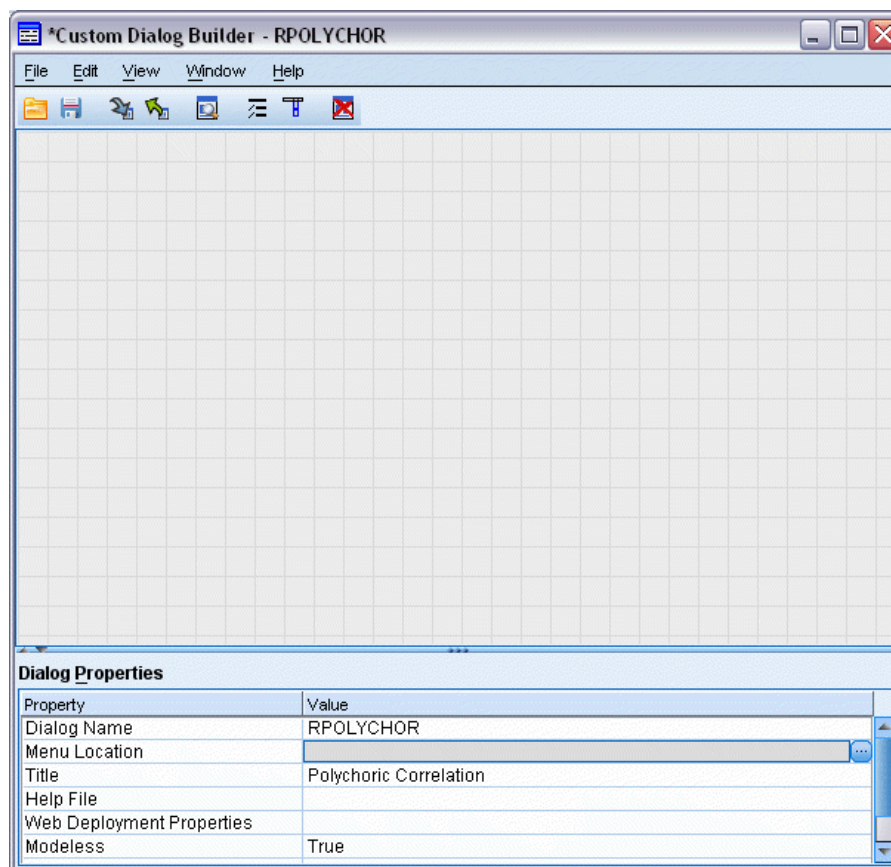 *Custom Dialog Builder - RPOLYCHOR
File Edit View Window Help
Dialog Properties
Property Value
Dialog Name RPOLYCHOR
Menu Location
Title Polychoric Correlation
Help File
Web Deployment Properties
Modeless True